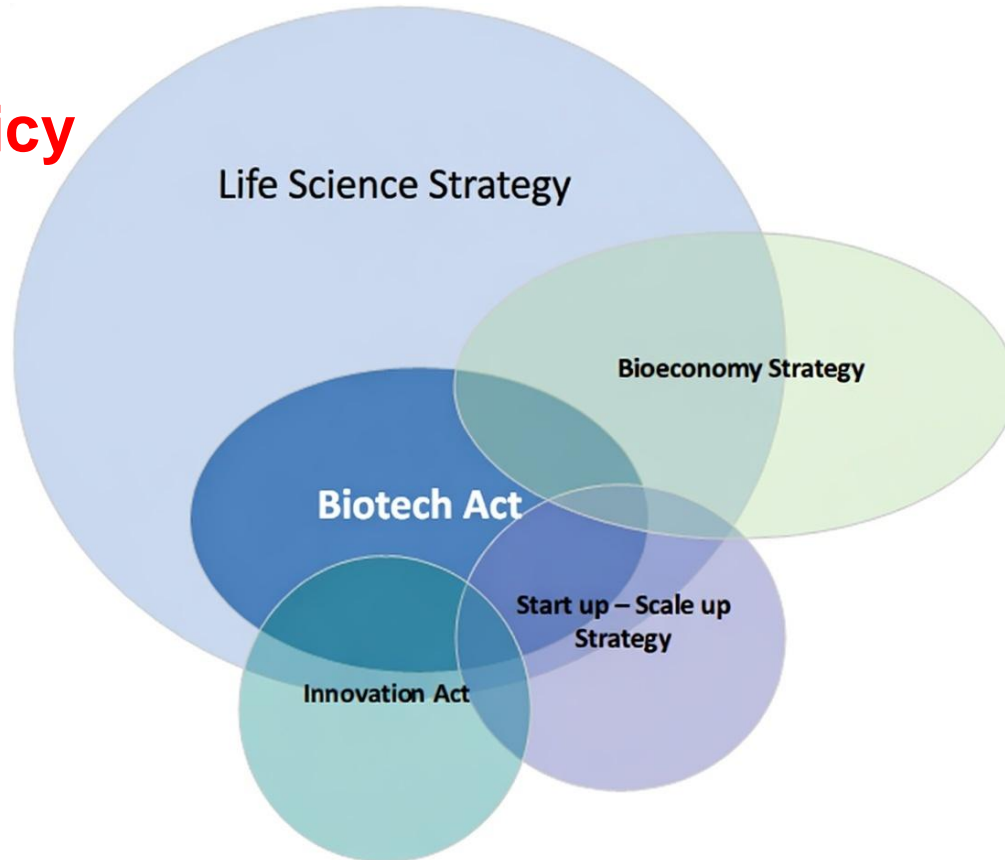 icy
Life Science Strategy
Bioeconomy Strategy
Biotech Act
Start up – Scale up
Strategy
Innovation Act